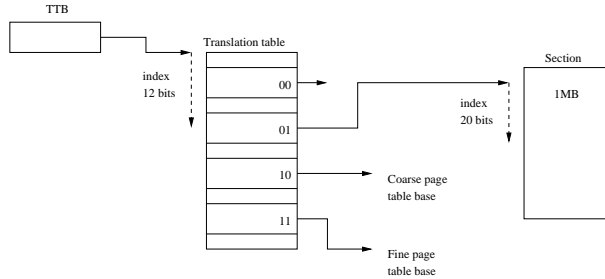 TTB
Translation table
Section
index
12 bits
00
1MB
index
20 bits
01
10
Coarse page
table base
11
Fine page
table base